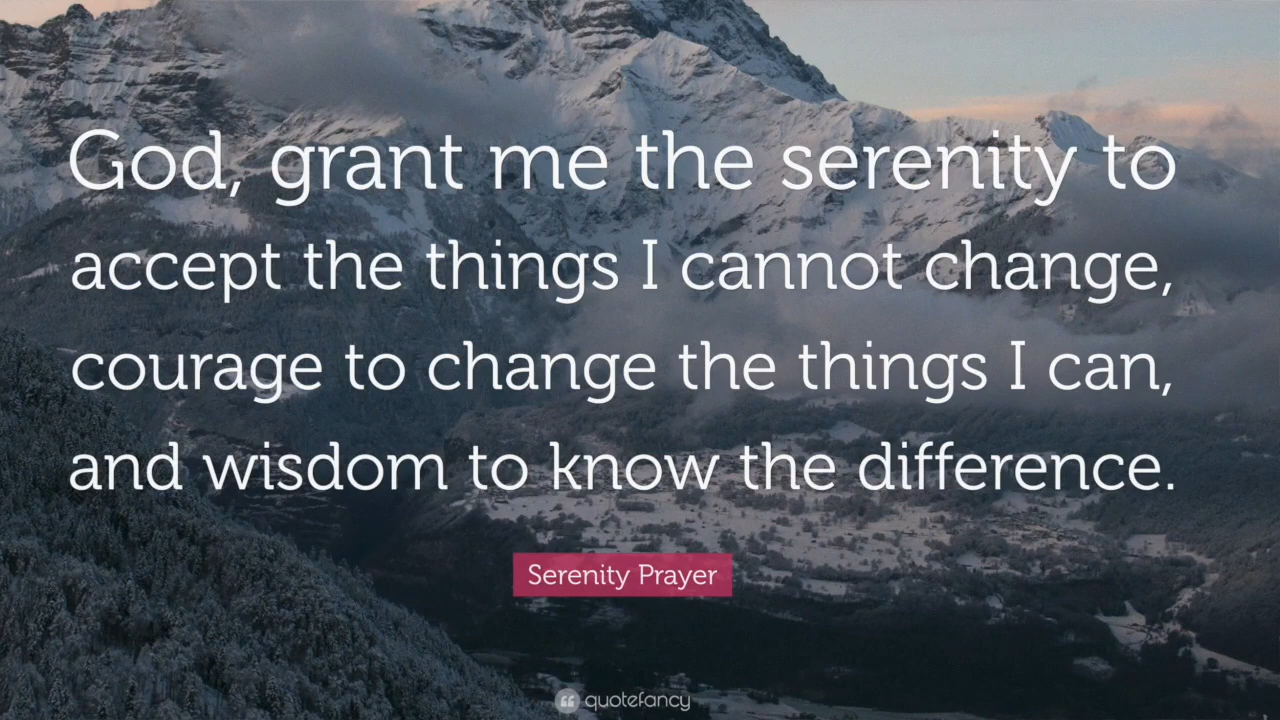 God, grant me the serenity to
accept the things I cannot change,
courage to change the things I can,
and wisdom to know the difference.
Serenity Prayer
quotefancy